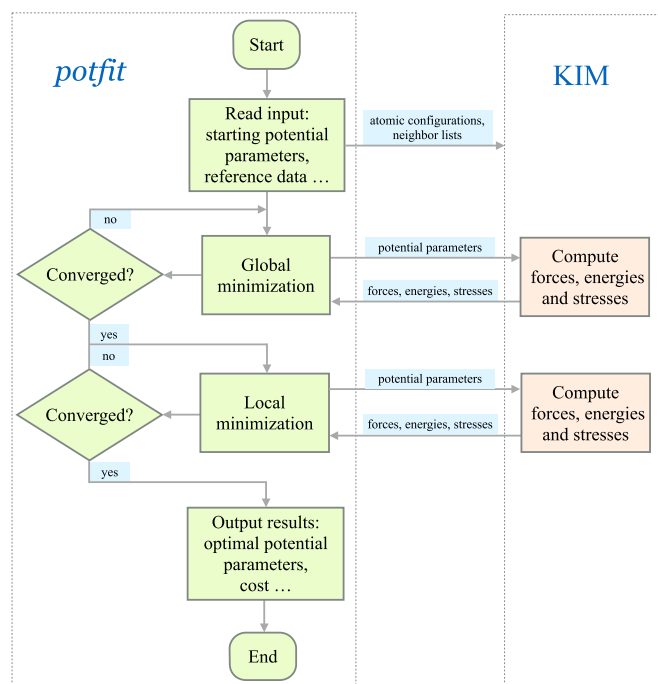 potfit
KIM
Start
Read input:
starting potential
parameters,
reference data …
atomic configurations,
neighbor lists
no
Converged?
Global
minimization
potential parameters
forces, energies, stresses
Compute
forces, energies
and stresses
yes
no
Converged?
Local
minimization
potential parameters
forces, energies, stresses
Compute
forces, energies
and stresses
yes
Output results:
optimal potential
parameters,
cost …
End